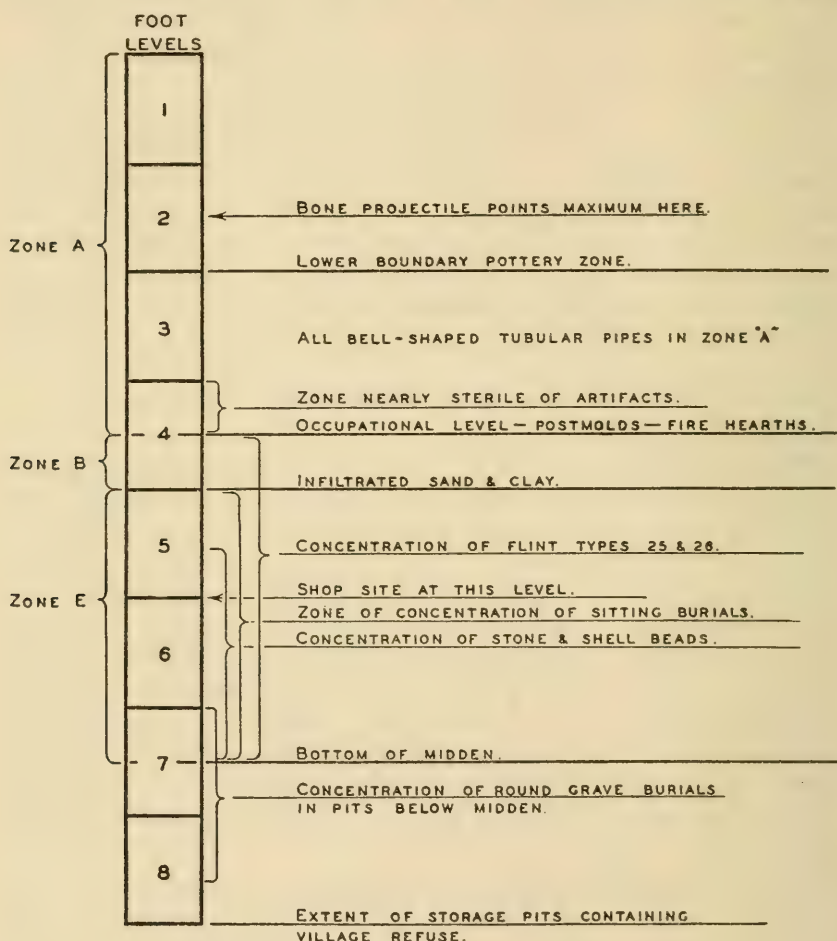 FOOT
LEVELS
1
2
BONE PROJECTILE POINTS MAXIMUM HERE.
ZONE A
LOWER BOUNDARY POTTERY ZONE.
3
ALL BELL-SHAPED TUBULAR PIPES IN ZONE "A"
ZONE NEARLY STERILE OF ARTIFACTS.
OCCUPATIONAL LEVEL—POSTMOLDS—FIRE HEARTHS.
4
ZONE B
INFILTRATED SAND & CLAY.
5
CONCENTRATION OF FLINT TYPES 25 & 26.
ZONE E
SHOP SITE AT THIS LEVEL.
ZONE OF CONCENTRATION OF SITTING BURIALS.
CONCENTRATION OF STONE & SHELL BEADS.
6
BOTTOM OF MIDDEN.
7
CONCENTRATION OF ROUND GRAVE BURIALS
IN PITS BELOW MIDDEN.
8
EXTENT OF STORAGE PITS CONTAINING
VILLAGE REFUSE.